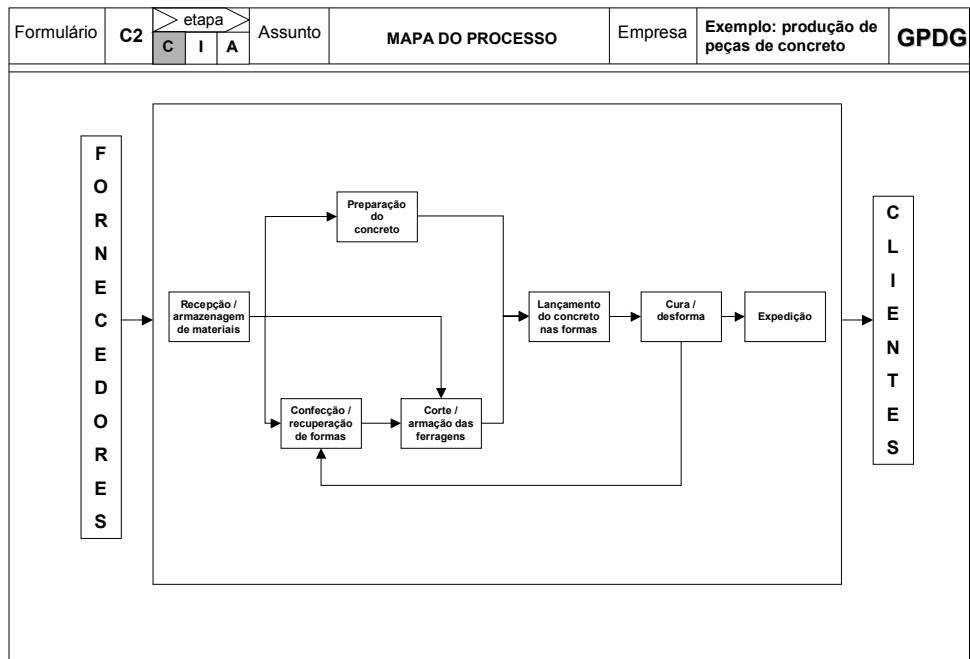 Formulário
C2
etapa
C I A
Assunto
MAPA DO PROCESSO
Empresa
Exemplo: produção de
peças de concreto
GPDG
F
O
R
N
E
C
E
D
O
R
E
S
Recepção /
armazenagem
de materiais
Preparação
do
concreto
Confecção /
recuperação
de formas
Corte /
armação das
ferragens
Lançamento
do concreto
nas formas
Cura /
desforma
Expedição
C
L
I
E
N
T
E
S